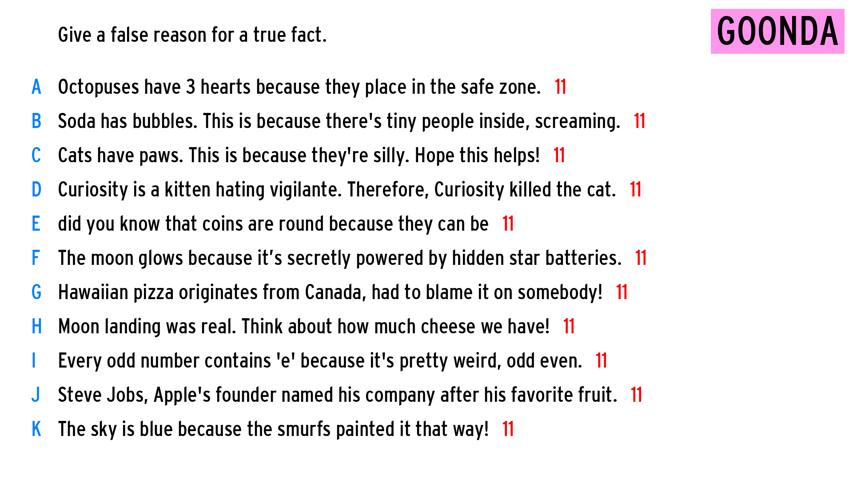 Give a false reason for a true fact.
GOONDA
A Octopuses have 3 hearts because they place in the safe zone. 11
B Soda has bubbles. This is because there's tiny people inside, screaming. 11
C Cats have paws. This is because they're silly. Hope this helps! 11
D Curiosity is a kitten hating vigilante. Therefore, Curiosity killed the cat. 11
E did you know that coins are round because they can be 11
F The moon glows because it’s secretly powered by hidden star batteries. 11
G Hawaiian pizza originates from Canada, had to blame it on somebody! 11
H Moon landing was real. Think about how much cheese we have! 11
I Every odd number contains 'e' because it's pretty weird, odd even. 11
J Steve Jobs, Apple's founder named his company after his favorite fruit. 11
K The sky is blue because the smurfs painted it that way! 11